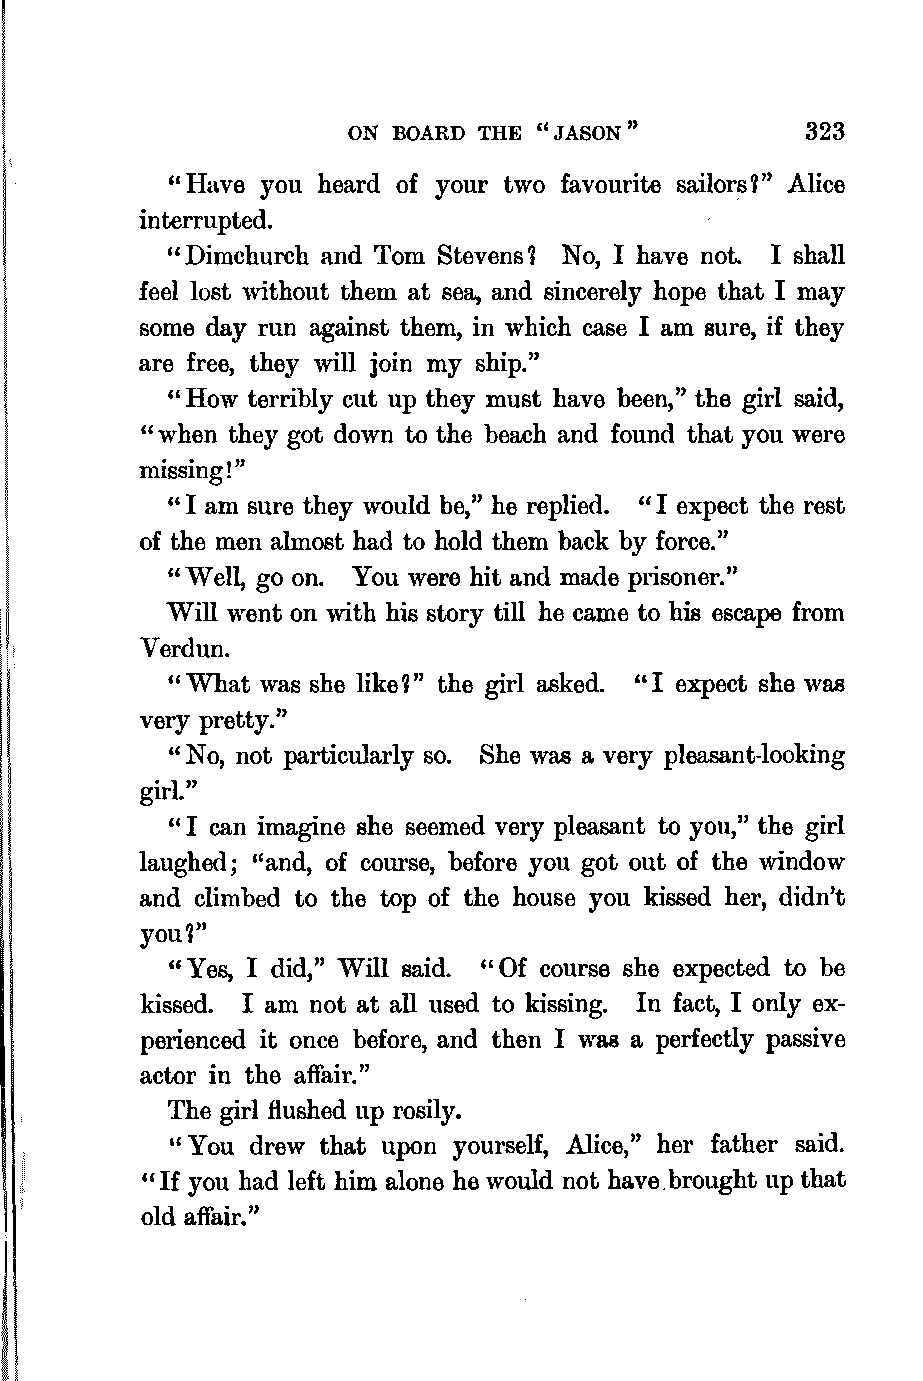 ON BOARD THE "JASON" 323
"Have you heard of your two favourite sailors?" Alice
interrupted.
"Dimchurch and Tom Stevens? No, I have not. I shall
feel lost without them at sea, and sincerely hope that I may
some day run against them, in which case I am sure, if they
are free, they will join my ship."
"How terribly cut up they must have been," the girl said,
"when they got down to the beach and found that you were
missing!"
"I am sure they would be," he replied. "I expect the rest
of the men almost had to hold them back by force."
"Well, go on. You were hit and made prisoner."
Will went on with his story till he came to his escape from
Verdun.
"What was she like?" the girl asked. "I expect she was
very pretty."
"No, not particularly so. She was a very pleasant-looking
girl."
"I can imagine she seemed very pleasant to you," the girl
laughed; "and, of course, before you got out of the window
and climbed to the top of the house you kissed her, didn't
you?"
"Yes, I did," Will said. "Of course she expected to be
kissed. I am not at all used to kissing. In fact, I only ex-
perienced it once before, and then I was a perfectly passive
actor in the affair."
The girl flushed up rosily.
"You drew that upon yourself, Alice," her father said.
"If you had left him alone he would not have brought up that
old affair."